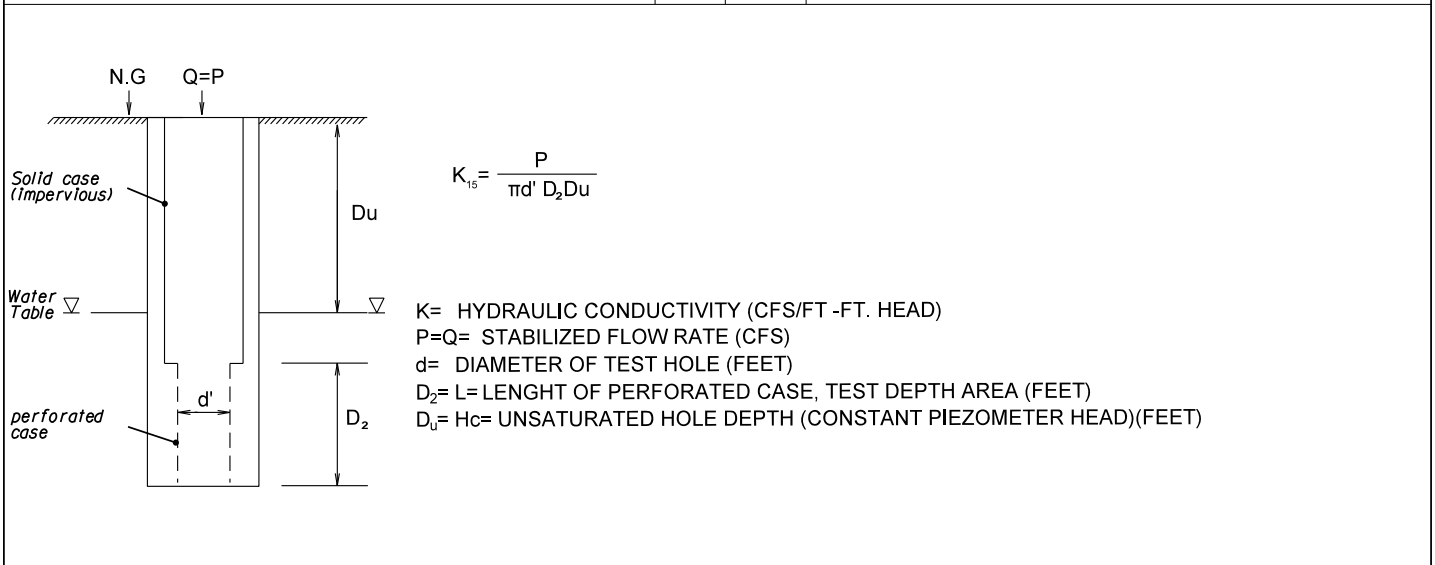 N.G Q=P
Solid case
(impervious)
Du
K₁₅= P
πd' D₂Du
Water
Table
K= HYDRAULIC CONDUCTIVITY (CFS/FT -FT. HEAD)
P=Q= STABILIZED FLOW RATE (CFS)
d= DIAMETER OF TEST HOLE (FEET)
D₂= L= LENGHT OF PERFORATED CASE, TEST DEPTH AREA (FEET)
Dᵤ= Hc= UNSATURATED HOLE DEPTH (CONSTANT PIEZOMETER HEAD)(FEET)
perforated
case
d'
D₂